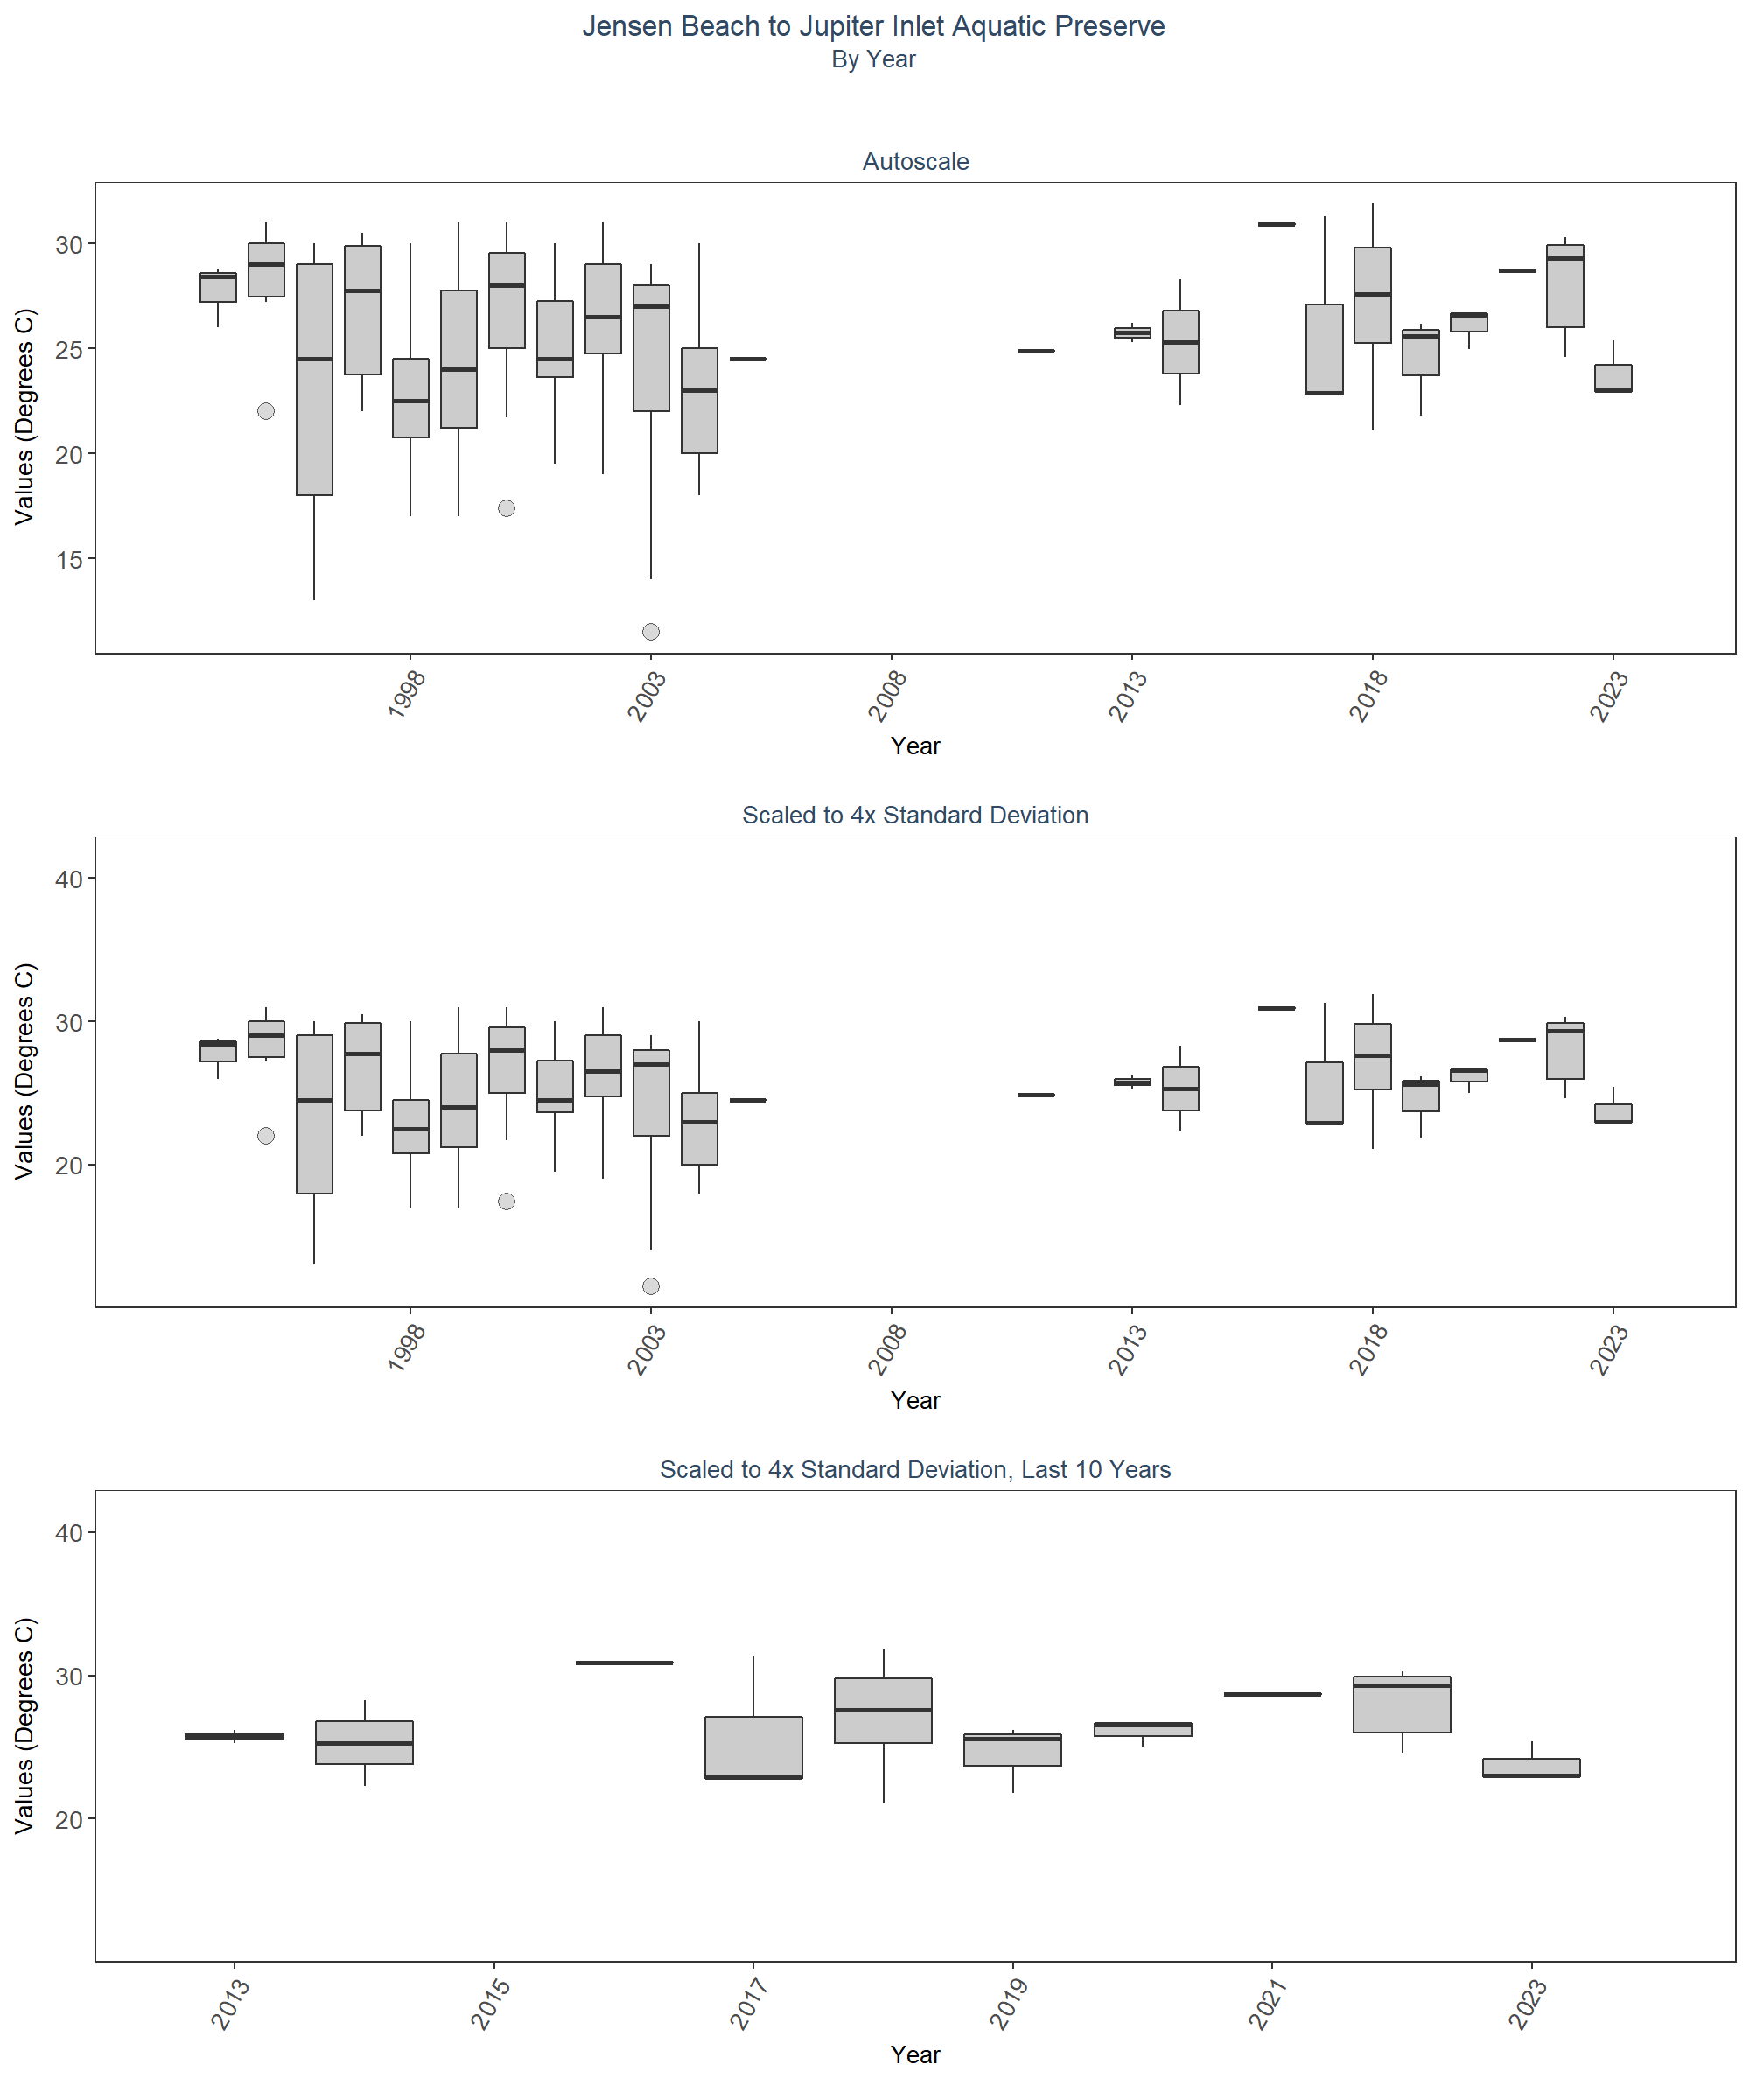 Jensen Beach to Jupiter Inlet Aquatic Preserve
By Year
Autoscale
Values (Degrees C)
30
25
20
15
1998
2003
2008
2013
2018
2023
Year
Scaled to 4x Standard Deviation
Values (Degrees C)
40
30
20
1998
2003
2008
2013
2018
2023
Year
Scaled to 4x Standard Deviation, Last 10 Years
Values (Degrees C)
40
30
20
2013
2015
2017
2019
2021
2023
Year